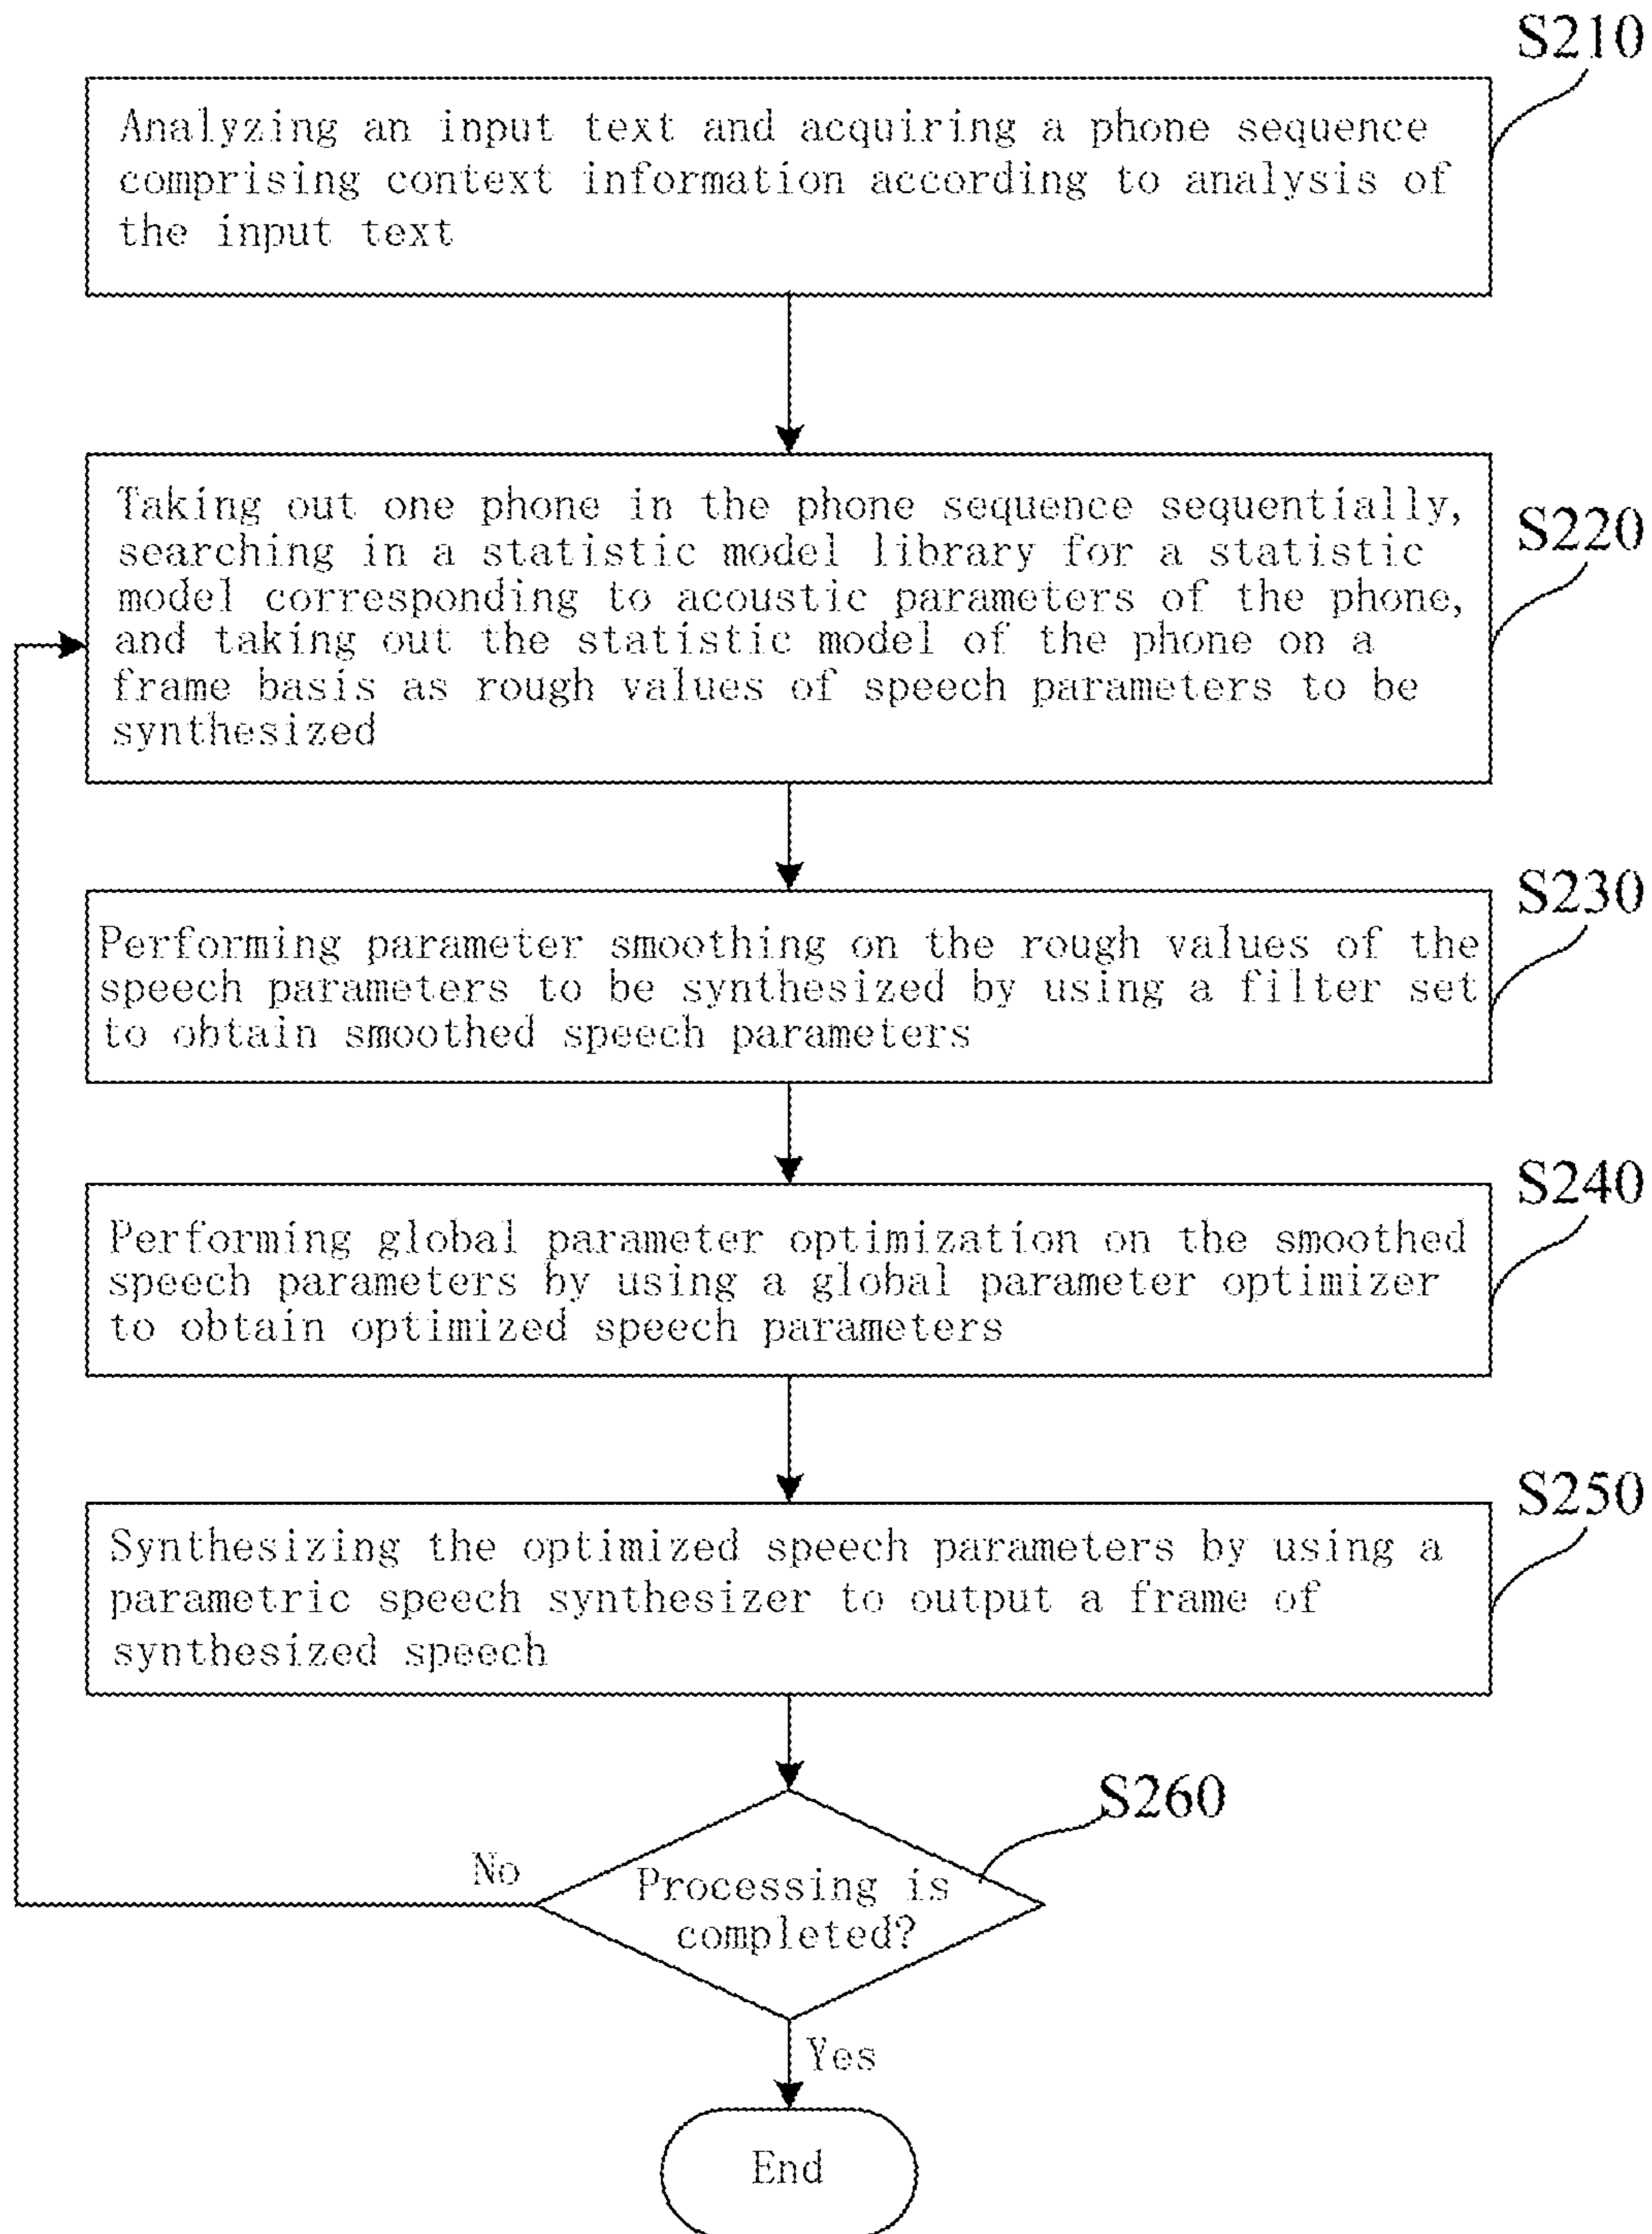 S210
Analyzing an input text and acquiring a phone sequence
comprising context information according to analysis of
the input text
Taking out one phone in the phone sequence sequentially,
searching in a statistic model library for a statistic
model corresponding to acoustic parameters of the phone,
and taking out the statistic model of the phone on a
frame basis as rough values of speech parameters to be
synthesized
S220
S230
Performing parameter smoothing on the rough values of the
speech parameters to be synthesized by using a filter set
to obtain smoothed speech parameters
S240
Performing global parameter optimization on the smoothed
speech parameters by using a global parameter optimizer
to obtain optimized speech parameters
S250
Synthesizing the optimized speech parameters by using a
parametric speech synthesizer to output a frame of
synthesized speech
S260
No
Processing is
completed?
Yes
End